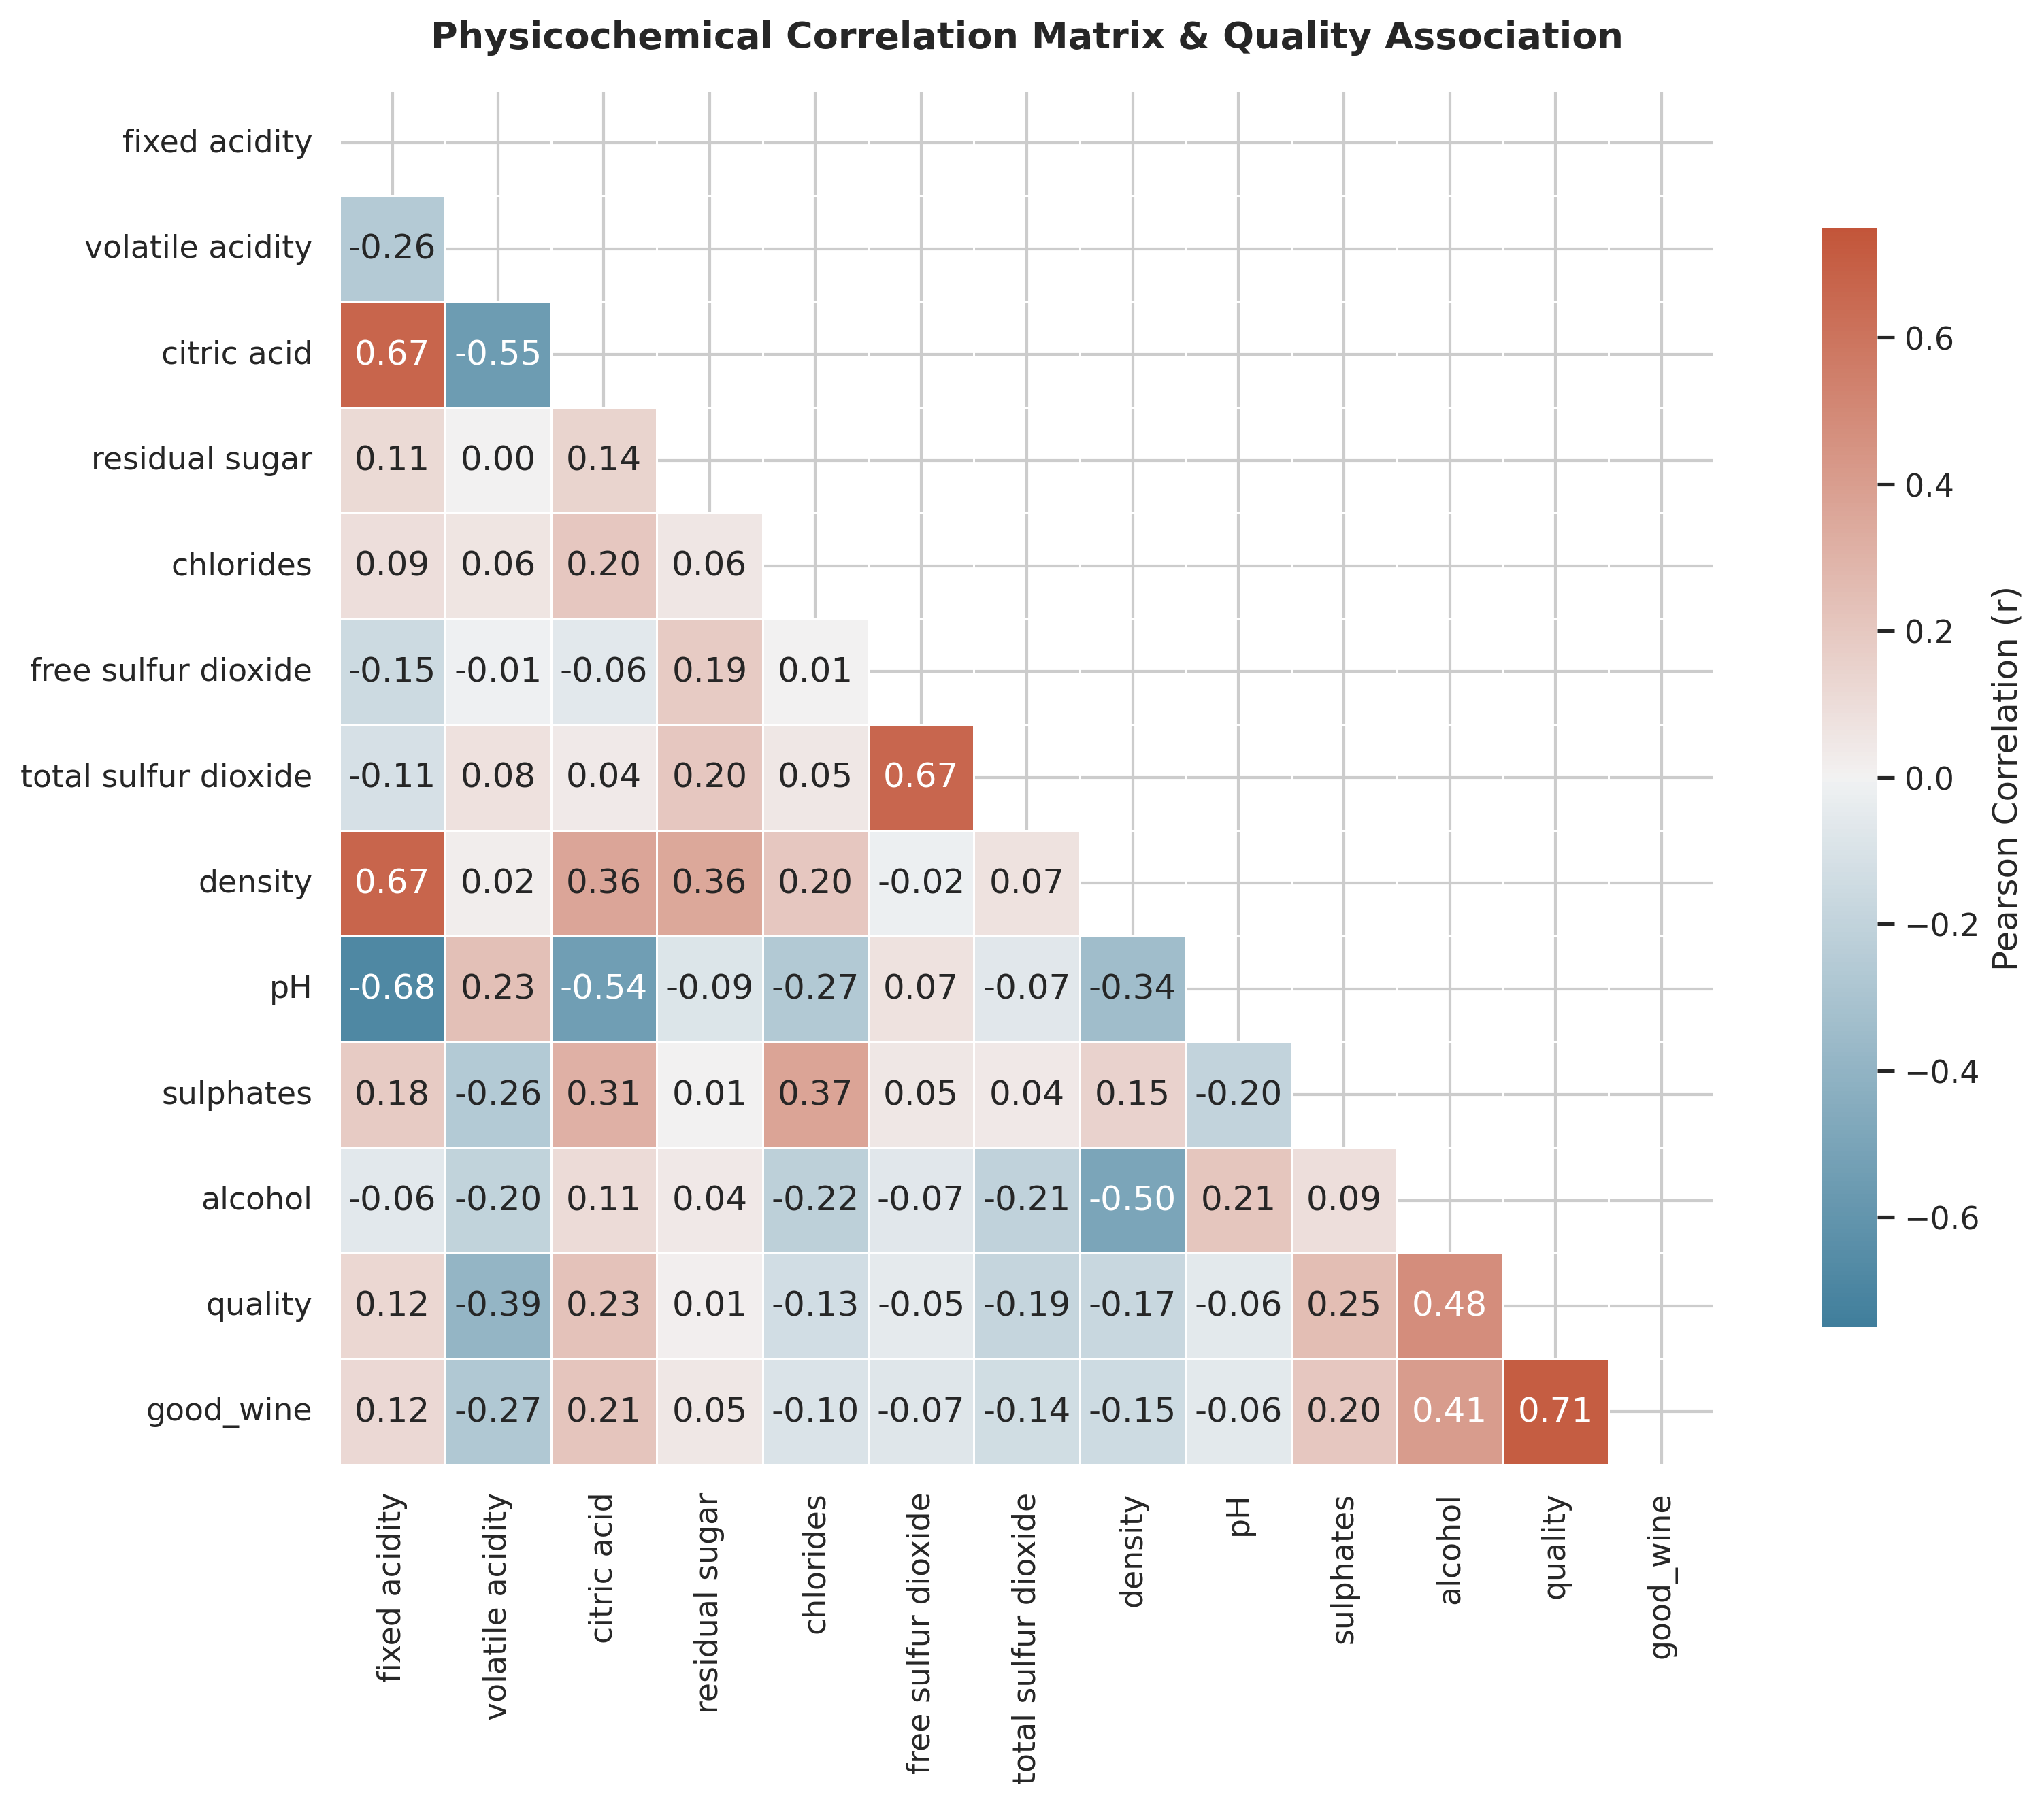 Physicochemical Correlation Matrix & Quality Association
fixed acidity
volatile acidity -0.26
citric acid 0.67 -0.55
residual sugar 0.11 0.00 0.14
chlorides 0.09 0.06 0.20 0.06
free sulfur dioxide -0.15 -0.01 -0.06 0.19 0.01
total sulfur dioxide -0.11 0.08 0.04 0.20 0.05 0.67
density 0.67 0.02 0.36 0.36 0.20 -0.02 0.07
pH -0.68 0.23 -0.54 -0.09 -0.27 0.07 -0.07 -0.34
sulphates 0.18 -0.26 0.31 0.01 0.37 0.05 0.04 0.15 -0.20
alcohol -0.06 -0.20 0.11 0.04 -0.22 -0.07 -0.21 -0.50 0.21 0.09
quality 0.12 -0.39 0.23 0.01 -0.13 -0.05 -0.19 -0.17 -0.06 0.25 0.48
good_wine 0.12 -0.27 0.21 0.05 -0.10 -0.07 -0.14 -0.15 -0.06 0.20 0.41 0.71
fixed acidity
volatile acidity
citric acid
residual sugar
chlorides
free sulfur dioxide
total sulfur dioxide
density
pH
sulphates
alcohol
quality
good_wine
0.6
0.4
0.2
0.0
−0.2
−0.4
−0.6
Pearson Correlation (r)